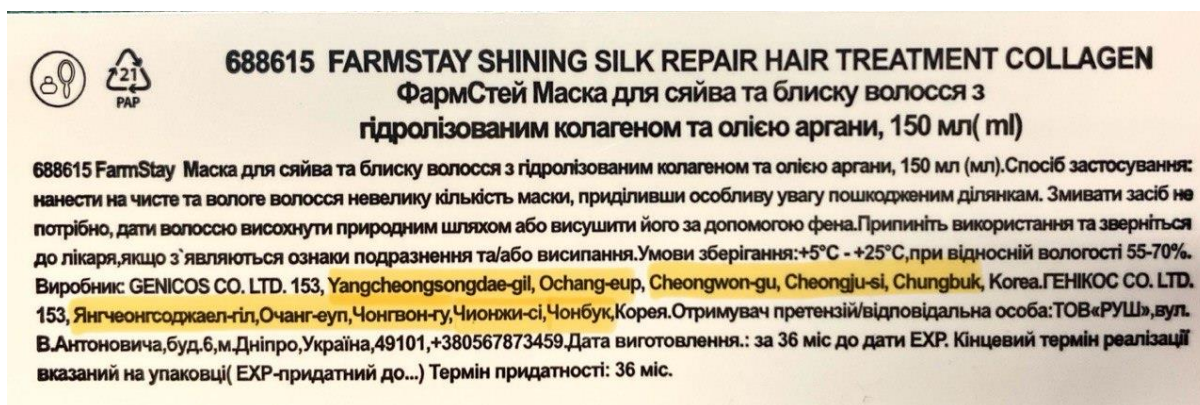 21
PAP
688615 FARMSTAY SHINING SILK REPAIR HAIR TREATMENT COLLAGEN
ФармСтей Маска для сяйва та блиску волосся з
гідролізованим колагеном та олією аргани, 150 мл( ml)
688615 FarmStay Маска для сяйва та блиску волосся з гідролізованим колагеном та олією аргани, 150 мл (мл).Спосіб застосування:
нанести на чисте та вологе волосся невелику кількість маски, приділивши особливу увагу пошкодженим ділянкам. Змивати засіб не
потрібно, дати волоссю висохнути природним шляхом або висушити його за допомогою фена.Припиніть використання та зверніться
до лікаря,якщо з`являються ознаки подразнення та/або висипання.Умови зберігання:+5°C - +25°C,при відносній вологості 55-70%.
Виробник: GENICOS CO. LTD. 153, Yangcheongsongdae-gil, Ochang-eup, Cheongwon-gu, Cheongju-si, Chungbuk, Korea.ГЕНІКОС CO. LTD.
153, Янгчеонгсоджаел-гіл,Очанг-еуп,Чонгвон-гу,Чионжи-сі,Чонбук,Корея.Отримувач претензій/відповідальна особа:ТОВ«РУШ»,вул.
В.Антоновича,буд.6,м.Дніпро,Україна,49101,+380567873459.Дата виготовлення.: за 36 міс до дати EXP. Кінцевий термін реалізації
вказаний на упаковці( EXP-придатний до...) Термін придатності: 36 міс.